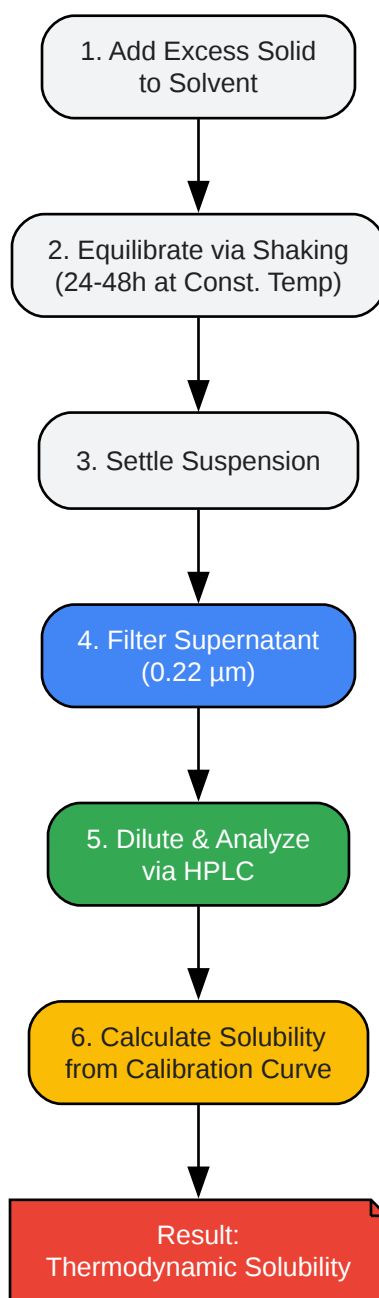 1. Add Excess Solid
to Solvent
2. Equilibrate via Shaking
(24-48h at Const. Temp)
3. Settle Suspension
4. Filter Supernatant
(0.22 µm)
5. Dilute & Analyze
via HPLC
6. Calculate Solubility
from Calibration Curve
Result:
Thermodynamic Solubility